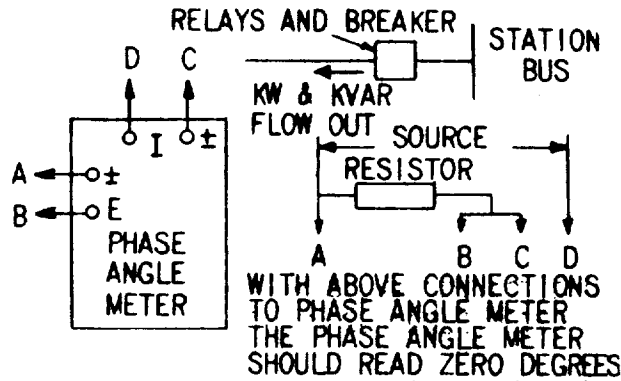 RELAYS AND BREAKER
STATION
BUS
D C
KW & KVAR
FLOW OUT
I ±
SOURCE
RESISTOR
A ±
B E
PHASE
ANGLE
METER
A B C D
WITH ABOVE CONNECTIONS
TO PHASE ANGLE METER
THE PHASE ANGLE METER
SHOULD READ ZERO DEGREES